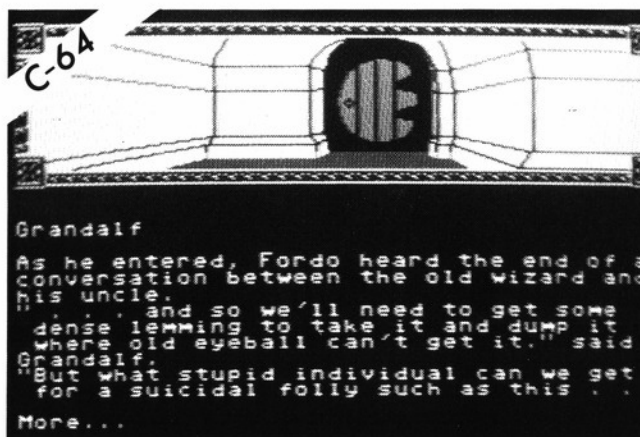 C-64
Grandalf
As he entered, Fordo heard the end of a
conversation between the old wizard and
his uncle.
". . . and so we'll need to get some
dense lemming to take it and dump it
where old eyeball can't get it." said
Grandalf.
"But what stupid individual can we get
for a suicidal folly such as this . .
More...